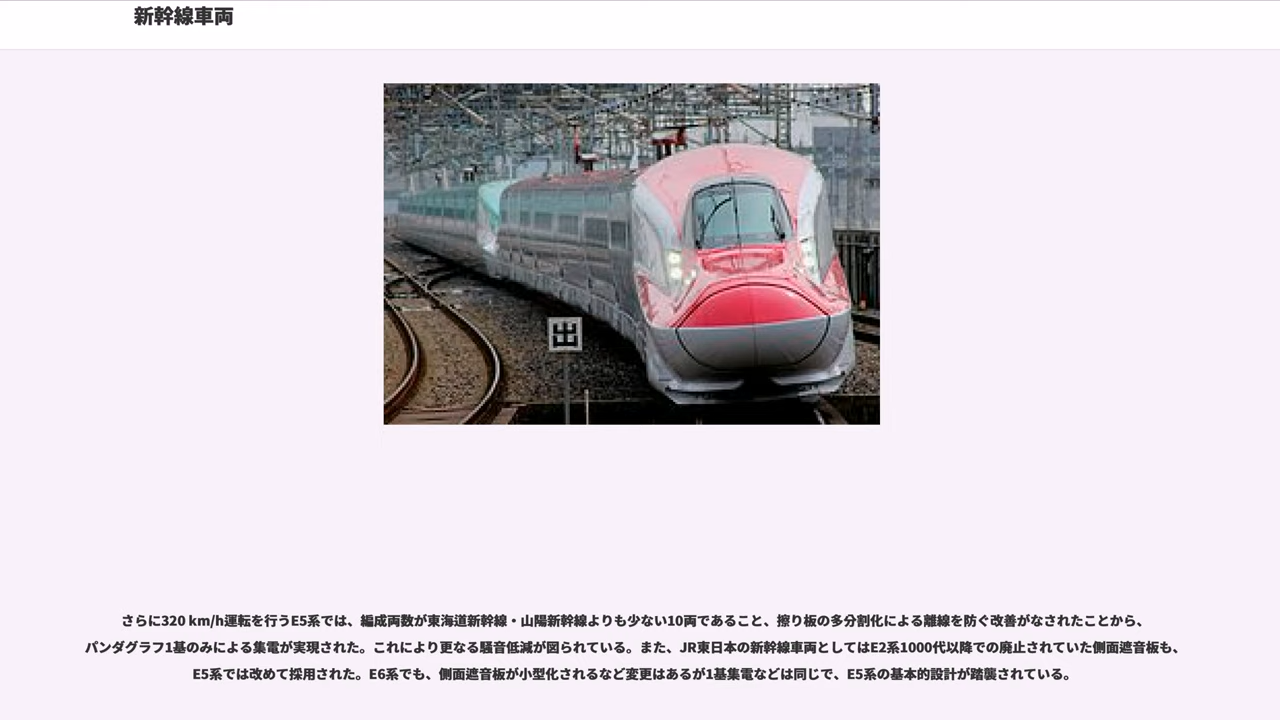 新幹線車両
出
さらに320 km/h運転を行うE5系では、編成両数が東海道新幹線・山陽新幹線よりも少ない10両であること、擦り板の多分割化による離線を防ぐ改善がなされたことから、
パンダグラフ1基のみによる集電が実現された。これにより更なる騒音低減が図られている。また、JR東日本の新幹線車両としてはE2系1000代以降での廃止されていた側面遮音板も、
E5系では改めて採用された。E6系でも、側面遮音板が小型化されるなど変更はあるが1基集電などは同じで、E5系の基本的設計が踏襲されている。